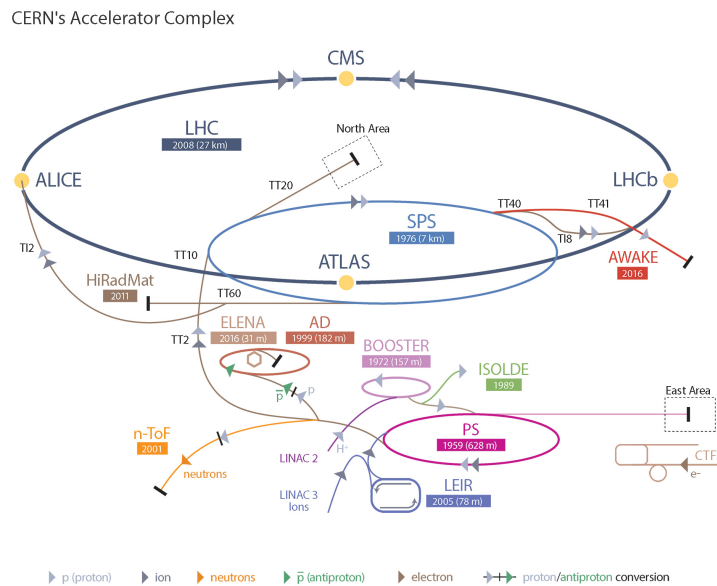 CERN's Accelerator Complex
CMS
LHC
2008 (27 km)
North Area
ALICE
LHCb
TT20
TT40
TT41
SPS
1976 (7 km)
TI2
TT10
TI8
AWAKE
2016
ATLAS
HiRadMat
2011
TT60
ELENA
2016 (31 m)
AD
1999 (182 m)
TT2
BOOSTER
1972 (157 m)
ISOLDE
1989
p
p
East Area
n-ToF
2001
PS
1959 (628 m)
LINAC 2
H+
neutrons
CTF
e-
LEIR
2005 (78 m)
LINAC 3
Ions
p (proton)
ion
neutrons
p̅ (antiproton)
electron
proton/antiproton conversion